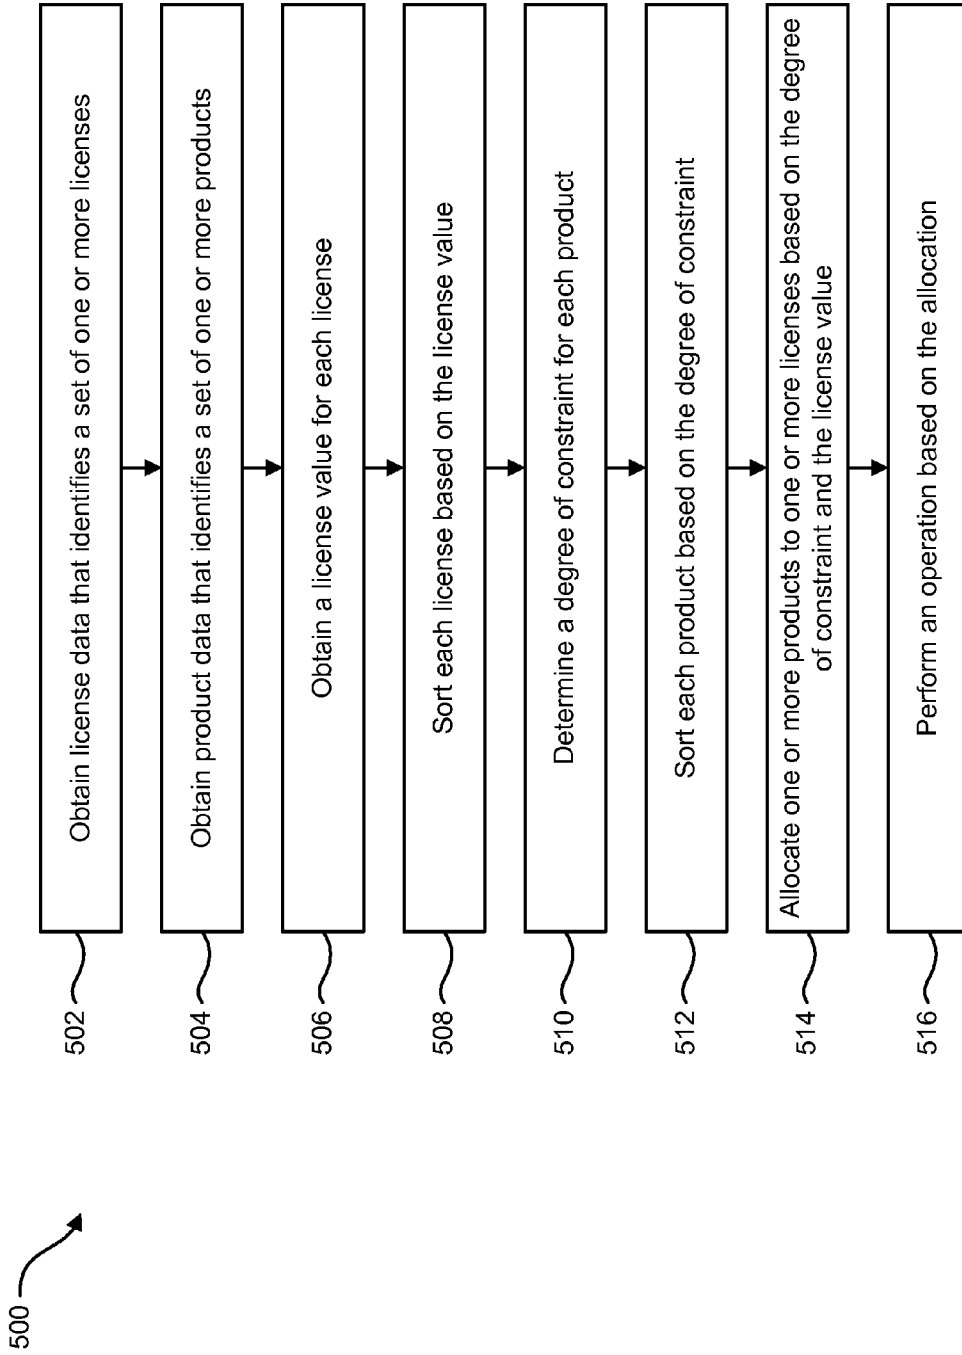 500
502
Obtain license data that identifies a set of one or more licenses
504
Obtain product data that identifies a set of one or more products
506
Obtain a license value for each license
508
Sort each license based on the license value
510
Determine a degree of constraint for each product
512
Sort each product based on the degree of constraint
514
Allocate one or more products to one or more licenses based on the degree
of constraint and the license value
516
Perform an operation based on the allocation